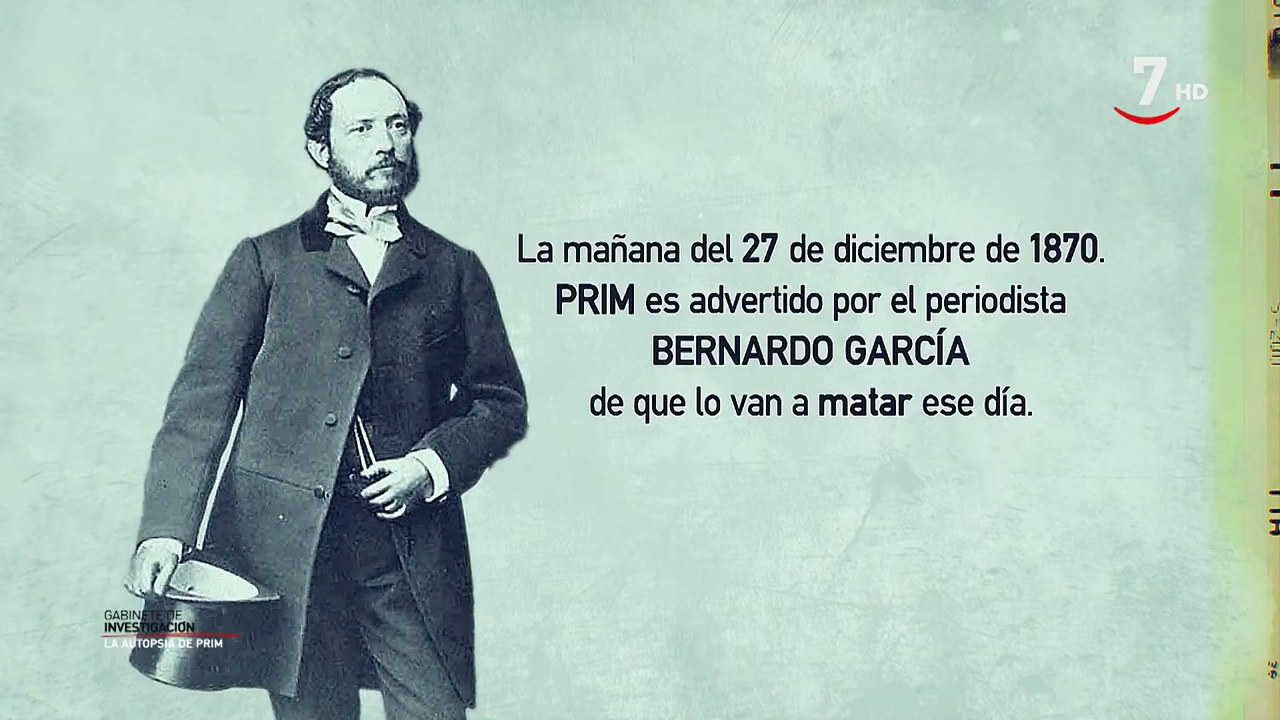 7 HD
La mañana del 27 de diciembre de 1870.
PRIM es advertido por el periodista
BERNARDO GARCÍA
de que lo van a matar ese día.
GABINETE DE
INVESTIGACIÓN
LA AUTOPSIA DE PRIM